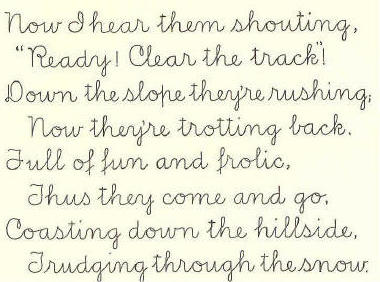 Now I hear them shouting,
"Ready! Clear the track"!
Down the slope they're rushing;
Now they're trotting back.
Full of fun and frolic,
Thus they come and go,
Coasting down the hillside,
Trudging through the snow.